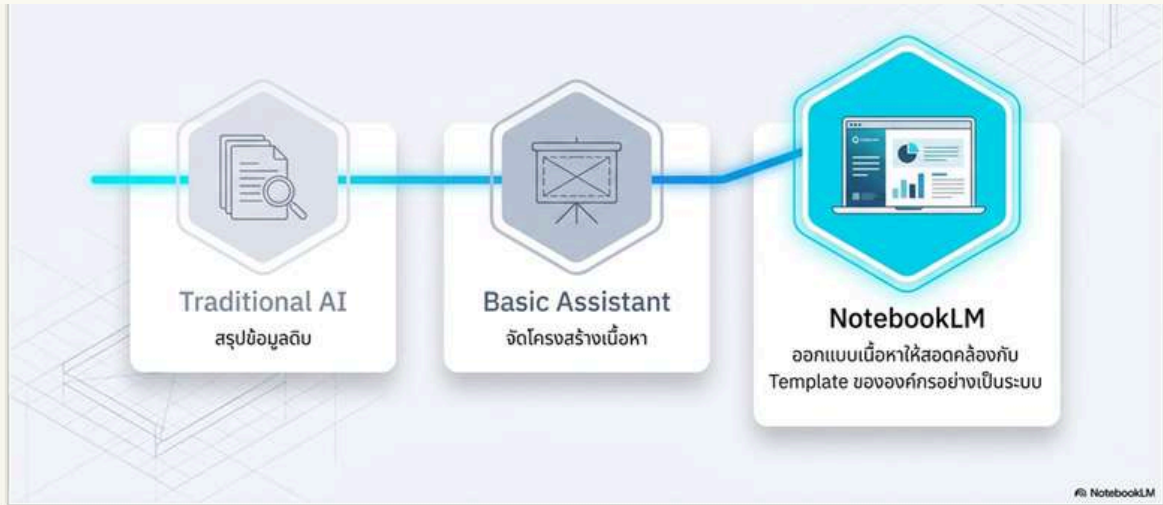 Traditional AI
สรุปข้อมูลดิบ
Basic Assistant
จัดโครงสร้างเนื้อหา
NotebookLM
ออกแบบเนื้อหาให้สอดคล้องกับ
Template ขององค์กรอย่างเป็นระบบ
NotebookLM